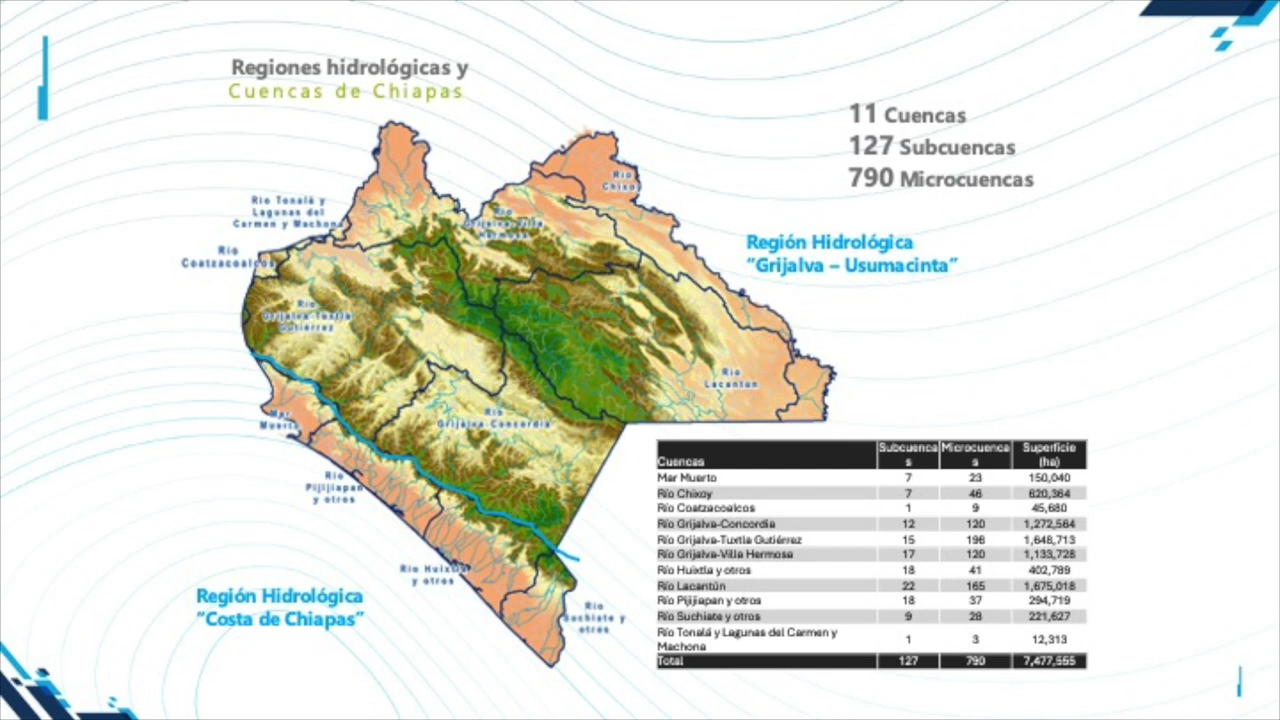 Regiones hidrológicas y
Cuencas de Chiapas
11 Cuencas
127 Subcuencas
790 Microcuencas
Región Hidrológica
“Grijalva – Usumacinta”
Río
Chixoy
Río Tonalá y
Lagunas del
Carmen y Machona
Río
Grijalva-Villa
Hermosa
Río
Coatzacoalcos
Río
Grijalva-Tuxtla
Gutiérrez
Río
Lacantún
Mar
Muerto
Río
Grijalva-Concordia
Río
Pijijiapan
y otros
Río Huixtla
y otros
Río
Suchiate y
otros
Región Hidrológica
“Costa de Chiapas”
Cuencas Subcuenca s Microcuenca s Superficie (ha)
Mar Muerto 7 23 150,040
Río Chixoy 7 46 620,364
Río Coatzacoalcos 1 9 45,680
Río Grijalva-Concordia 12 120 1,272,564
Río Grijalva-Tuxtla Gutiérrez 15 198 1,648,713
Río Grijalva-Villa Hermosa 17 120 1,133,728
Río Huixtla y otros 18 41 402,789
Río Lacantún 22 165 1,675,018
Río Pijijiapan y otros 18 37 294,719
Río Suchiate y otros 9 28 221,627
Río Tonalá y Lagunas del Carmen y
Machona 1 3 12,313
Total 127 790 7,477,555